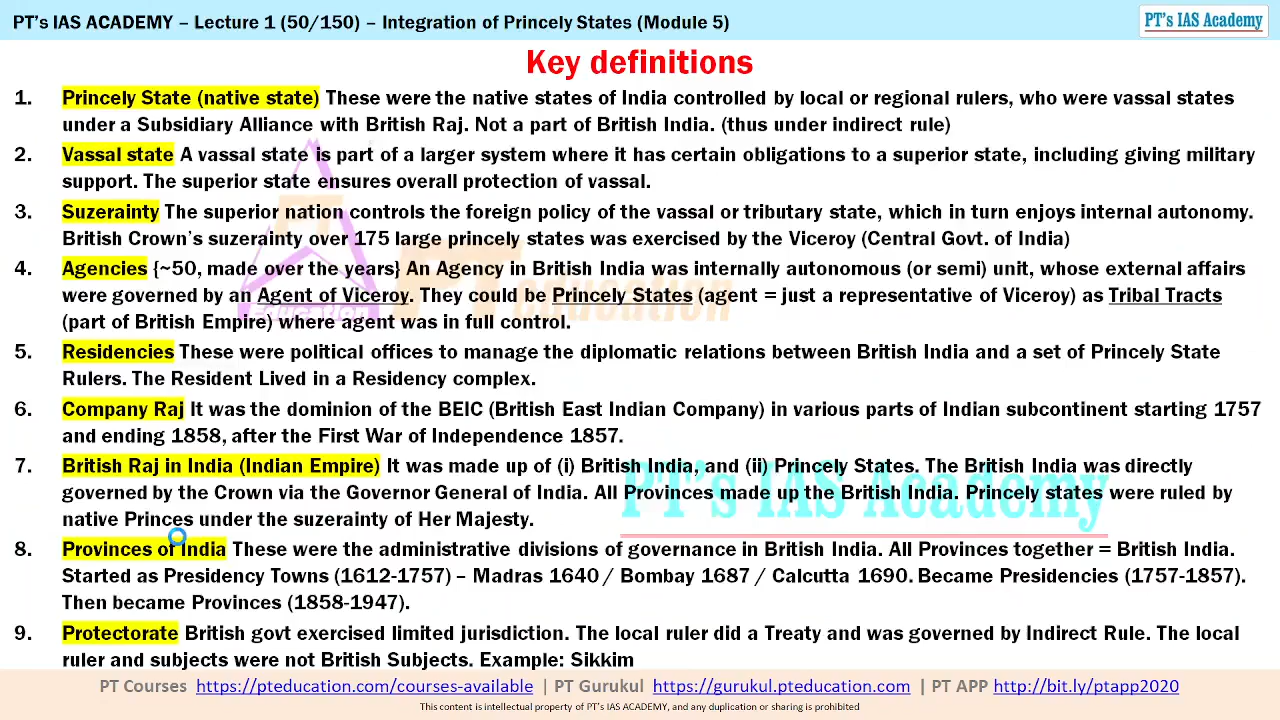 PT's IAS ACADEMY – Lecture 1 (50/150) – Integration of Princely States (Module 5)
PT's IAS Academy
Key definitions
1. Princely State (native state) These were the native states of India controlled by local or regional rulers, who were vassal states
under a Subsidiary Alliance with British Raj. Not a part of British India. (thus under indirect rule)
2. Vassal state A vassal state is part of a larger system where it has certain obligations to a superior state, including giving military
support. The superior state ensures overall protection of vassal.
3. Suzerainty The superior nation controls the foreign policy of the vassal or tributary state, which in turn enjoys internal autonomy.
British Crown's suzerainty over 175 large princely states was exercised by the Viceroy (Central Govt. of India)
4. Agencies {~50, made over the years} An Agency in British India was internally autonomous (or semi) unit, whose external affairs
were governed by an Agent of Viceroy. They could be Princely States (agent = just a representative of Viceroy) as Tribal Tracts
(part of British Empire) where agent was in full control.
5. Residencies These were political offices to manage the diplomatic relations between British India and a set of Princely State
Rulers. The Resident Lived in a Residency complex.
6. Company Raj It was the dominion of the BEIC (British East Indian Company) in various parts of Indian subcontinent starting 1757
and ending 1858, after the First War of Independence 1857.
7. British Raj in India (Indian Empire) It was made up of (i) British India, and (ii) Princely States. The British India was directly
governed by the Crown via the Governor General of India. All Provinces made up the British India. Princely states were ruled by
native Princes under the suzerainty of Her Majesty.
8. Provinces of India These were the administrative divisions of governance in British India. All Provinces together = British India.
Started as Presidency Towns (1612-1757) – Madras 1640 / Bombay 1687 / Calcutta 1690. Became Presidencies (1757-1857).
Then became Provinces (1858-1947).
9. Protectorate British govt exercised limited jurisdiction. The local ruler did a Treaty and was governed by Indirect Rule. The local
ruler and subjects were not British Subjects. Example: Sikkim
PT education
Education
PT's IAS Academy
PT Courses https://pteducation.com/courses-available | PT Gurukul https://gurukul.pteducation.com | PT APP http://bit.ly/ptapp2020
This content is intellectual property of PT's IAS ACADEMY, and any duplication or sharing is prohibited